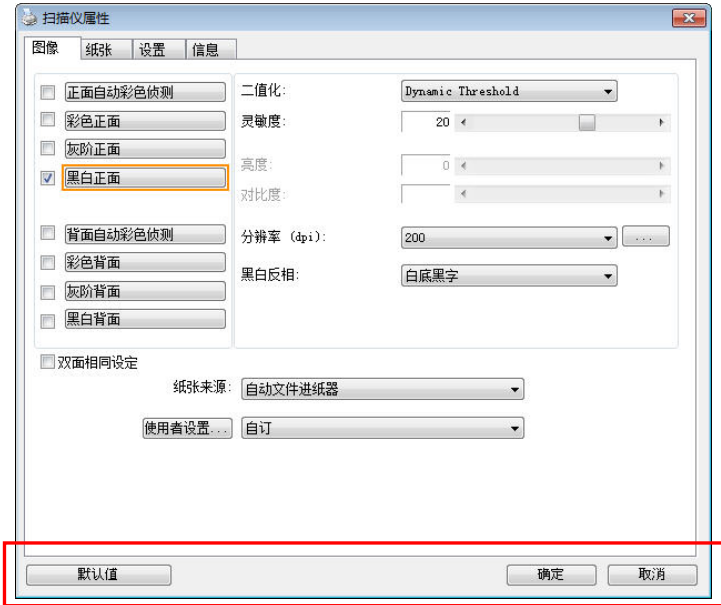 扫描仪属性
图像 纸张 设置 信息
正面自动彩色侦测 二值化: Dynamic Threshold
彩色正面 灵敏度: 20
灰阶正面
亮度: 0
黑白正面
对比度:
背面自动彩色侦测 分辨率 (dpi): 200 ...
彩色背面
黑白反相: 白底黑字
灰阶背面
黑白背面
双面相同设定
纸张来源: 自动文件进纸器
使用者设置... 自订
默认值 确定 取消